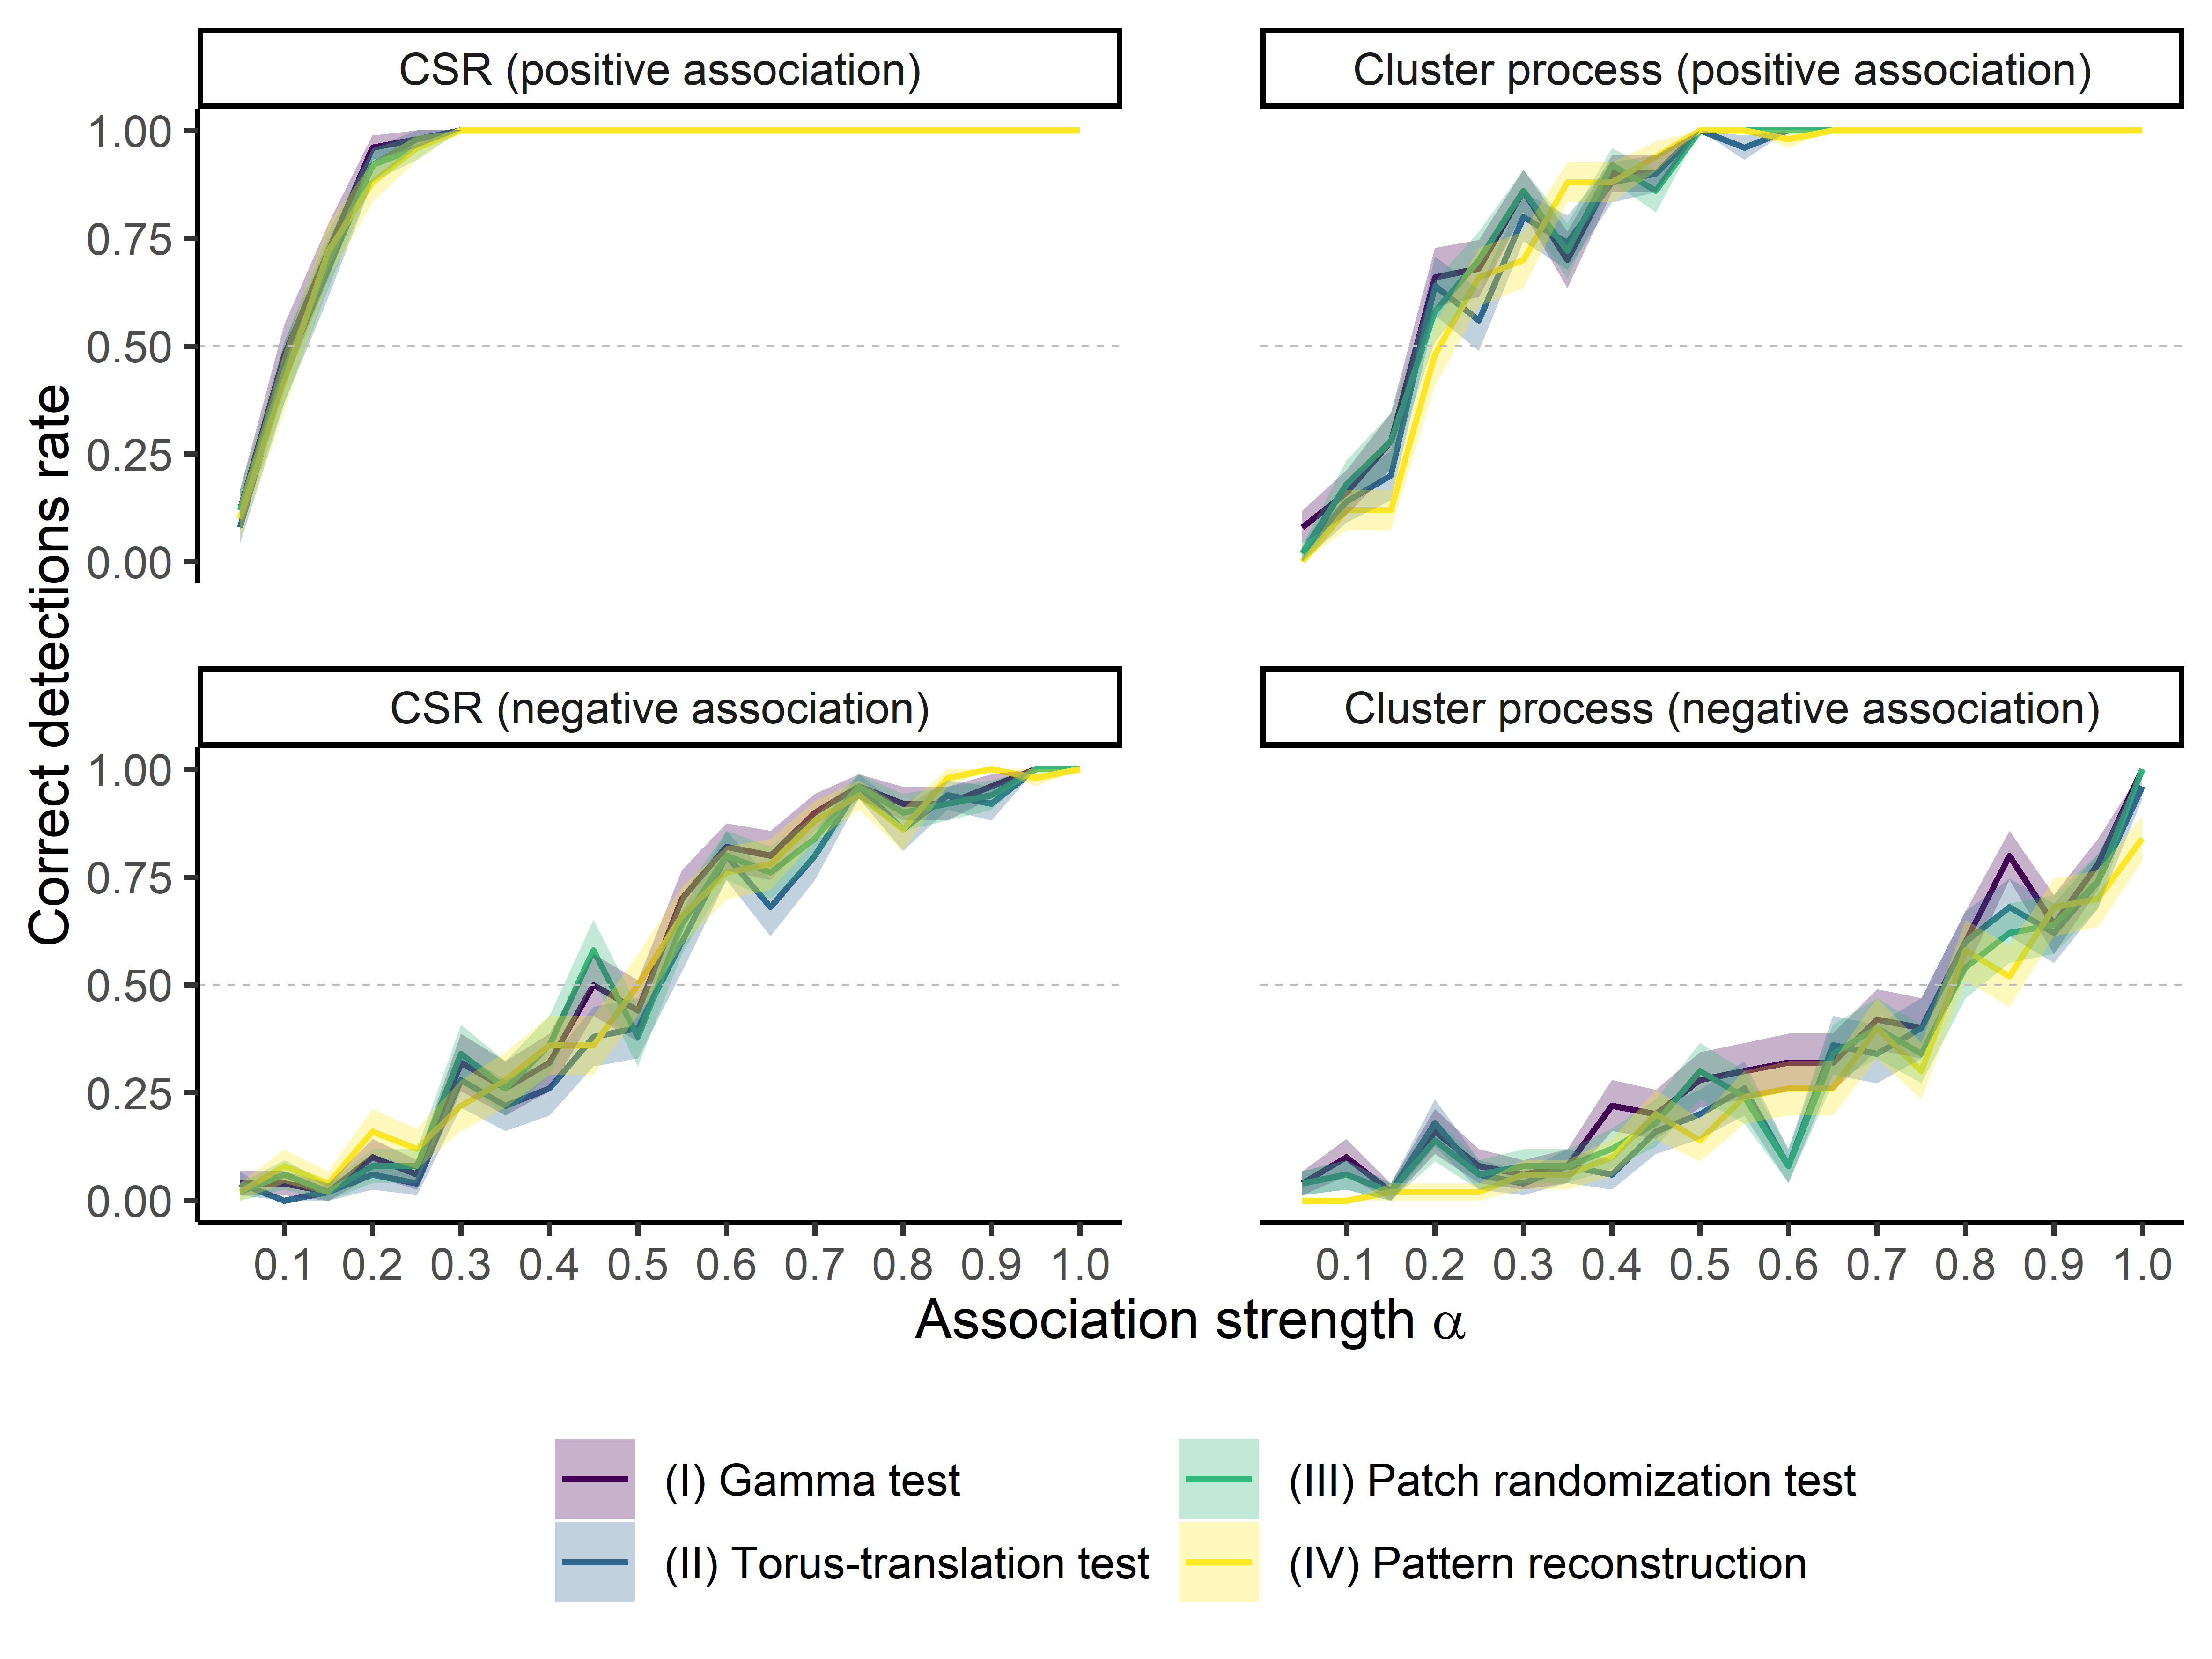 CSR (positive association)
Cluster process (positive association)
1.00
0.75
0.50
0.25
0.00
Correct detections rate
CSR (negative association)
Cluster process (negative association)
1.00
0.75
0.50
0.25
0.00
0.1 0.2 0.3 0.4 0.5 0.6 0.7 0.8 0.9 1.0
0.1 0.2 0.3 0.4 0.5 0.6 0.7 0.8 0.9 1.0
Association strength α
(I) Gamma test
(III) Patch randomization test
(II) Torus-translation test
(IV) Pattern reconstruction